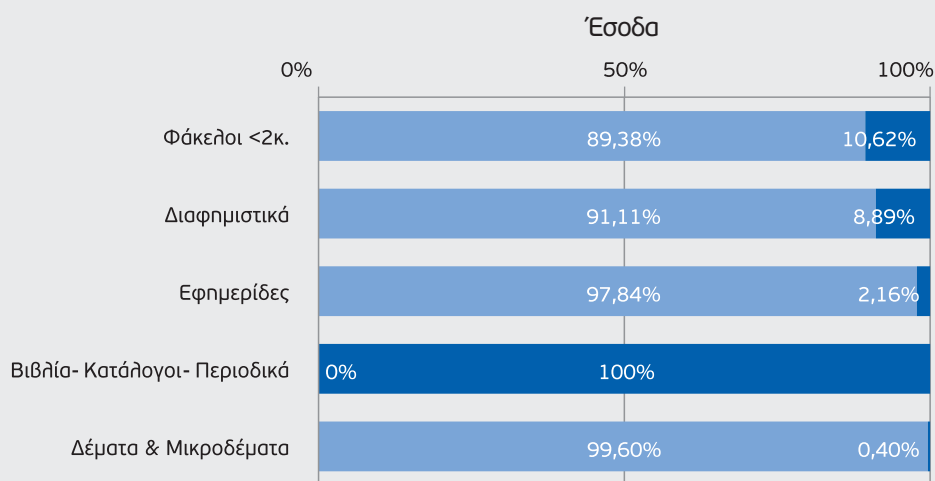 Έσοδα
0% 50% 100%
Φάκελοι <2κ. 89,38% 10,62%
Διαφημιστικά 91,11% 8,89%
Εφημερίδες 97,84% 2,16%
Βιβλία- Κατάλογοι- Περιοδικά 0% 100%
Δέματα & Μικροδέματα 99,60% 0,40%